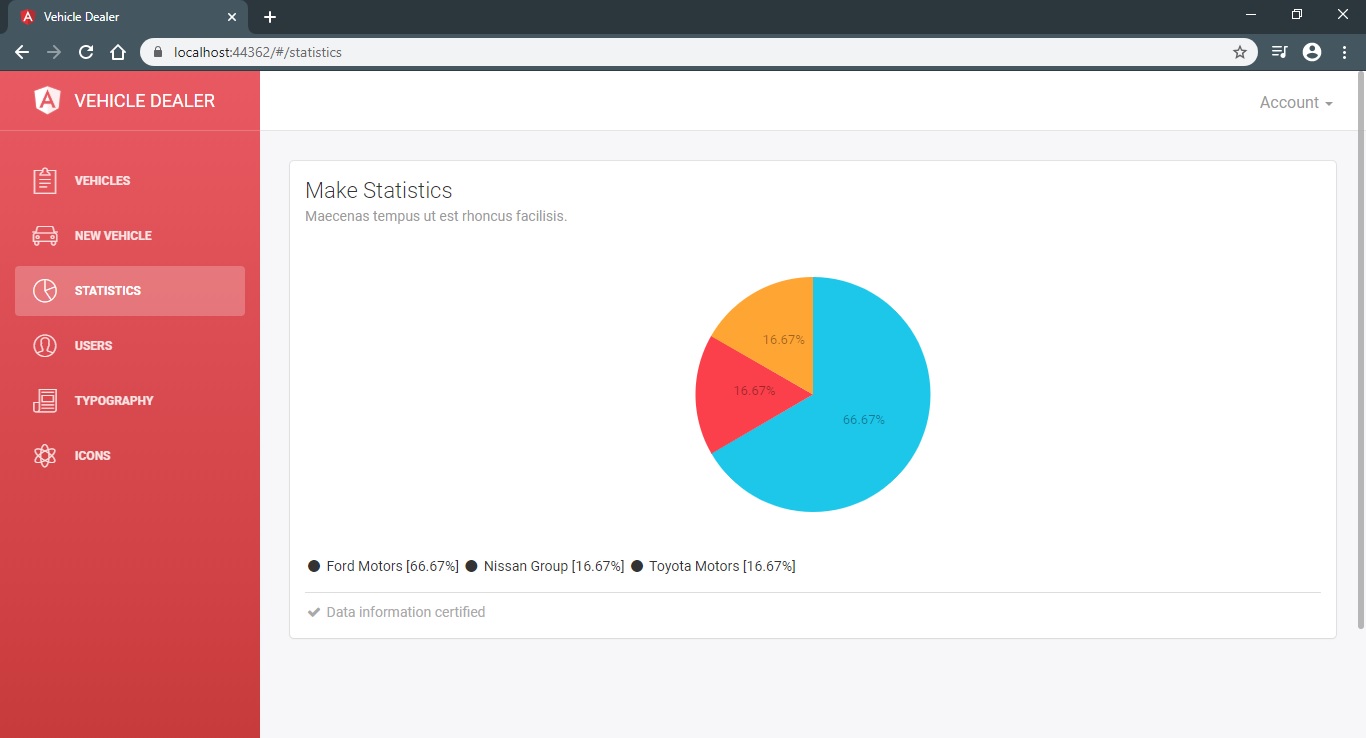 Vehicle Dealer
localhost:44362/#/statistics
VEHICLE DEALER
Account
VEHICLES
NEW VEHICLE
STATISTICS
USERS
TYPOGRAPHY
ICONS
Make Statistics
Maecenas tempus ut est rhoncus facilisis.
16.67%
16.67%
66.67%
Ford Motors [66.67%] Nissan Group [16.67%] Toyota Motors [16.67%]
Data information certified